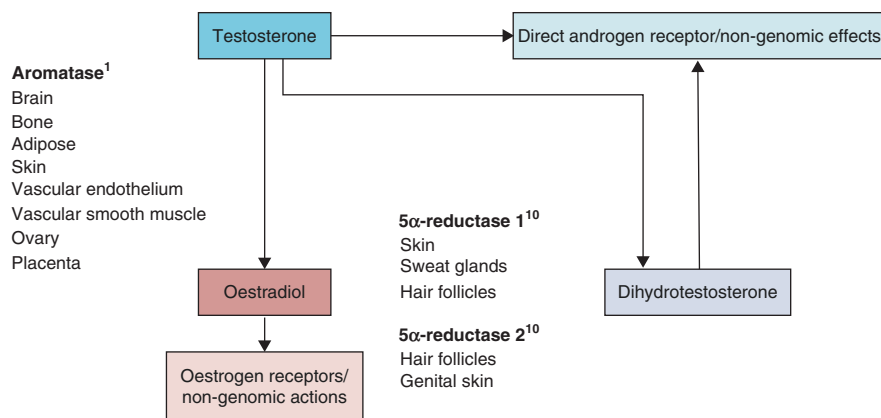 Testosterone
Direct androgen receptor/non-genomic effects
Aromatase¹
Brain
Bone
Adipose
Skin
Vascular endothelium
Vascular smooth muscle
Ovary
Placenta
5α-reductase 1¹⁰
Skin
Sweat glands
Hair follicles
Oestradiol
Dihydrotestosterone
5α-reductase 2¹⁰
Hair follicles
Genital skin
Oestrogen receptors/
non-genomic actions